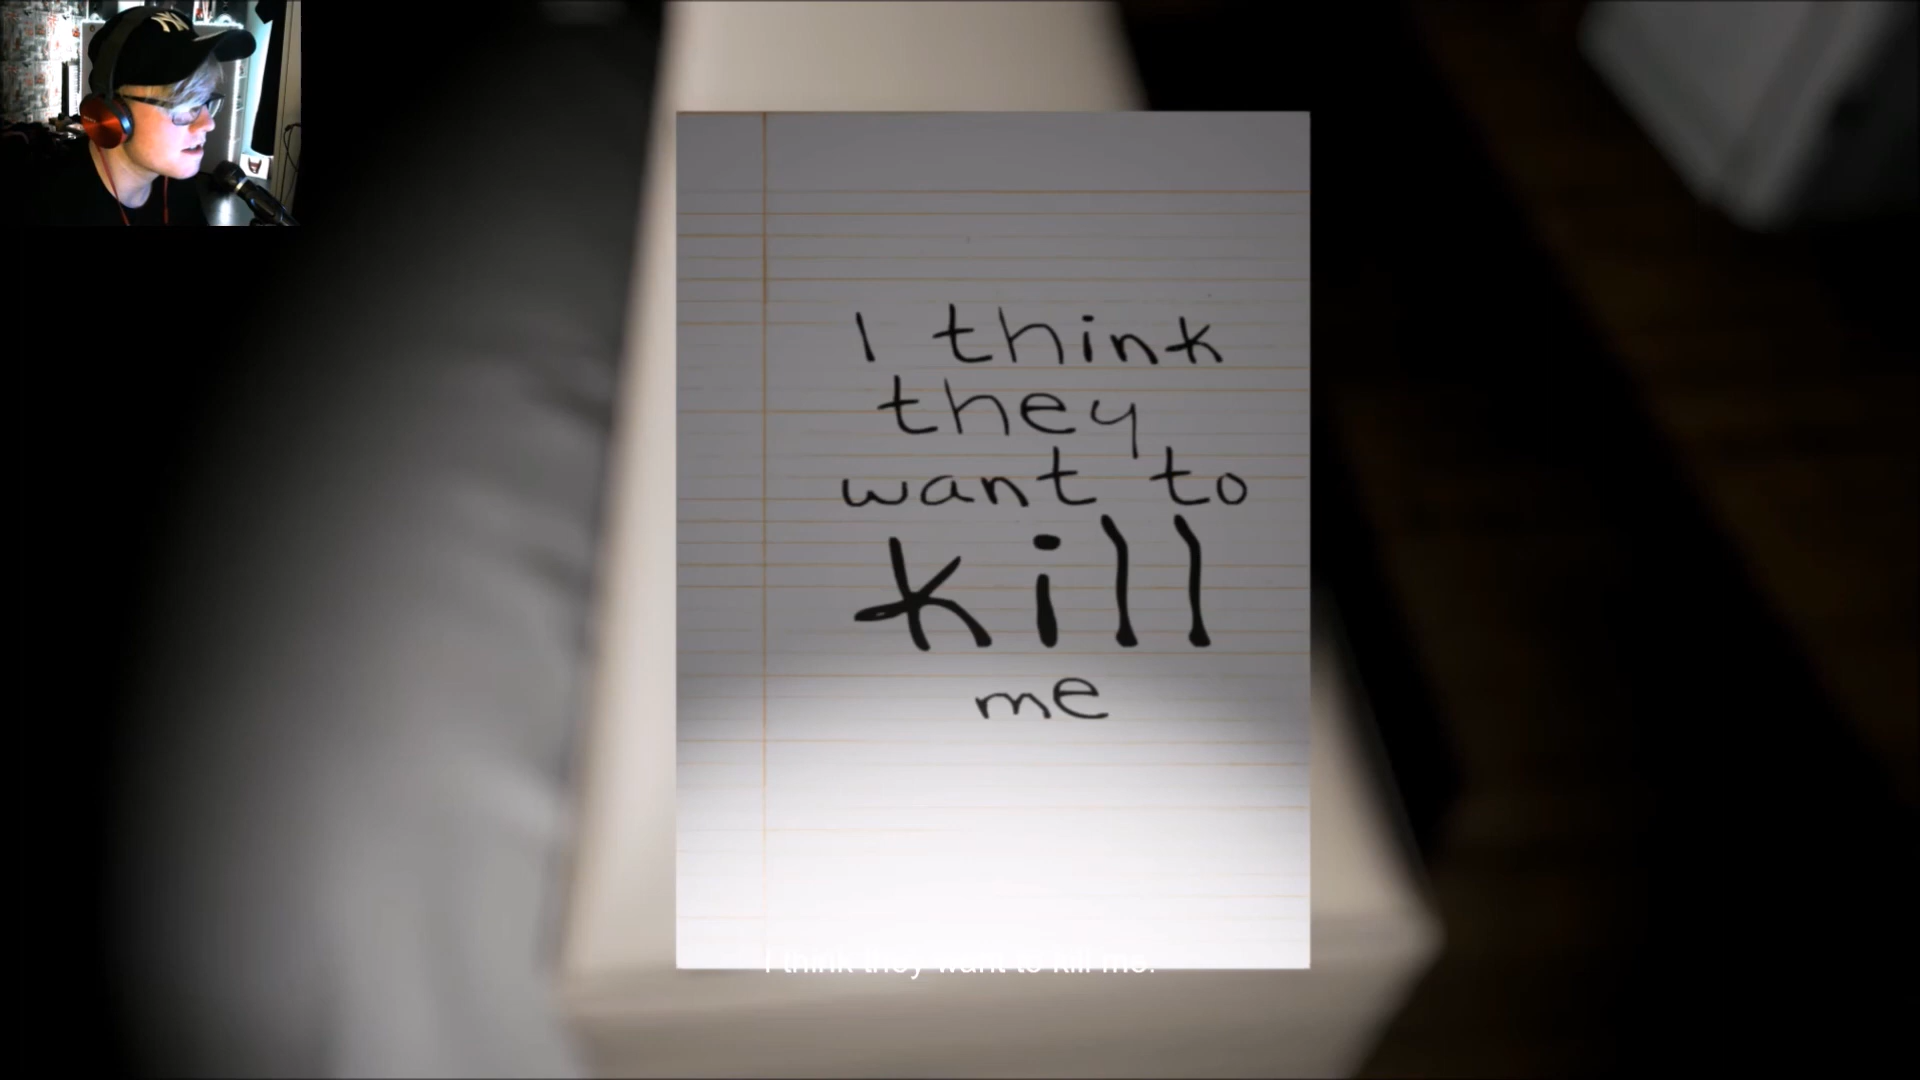 I think
they
want to
kill
me
I think they want to kill me.